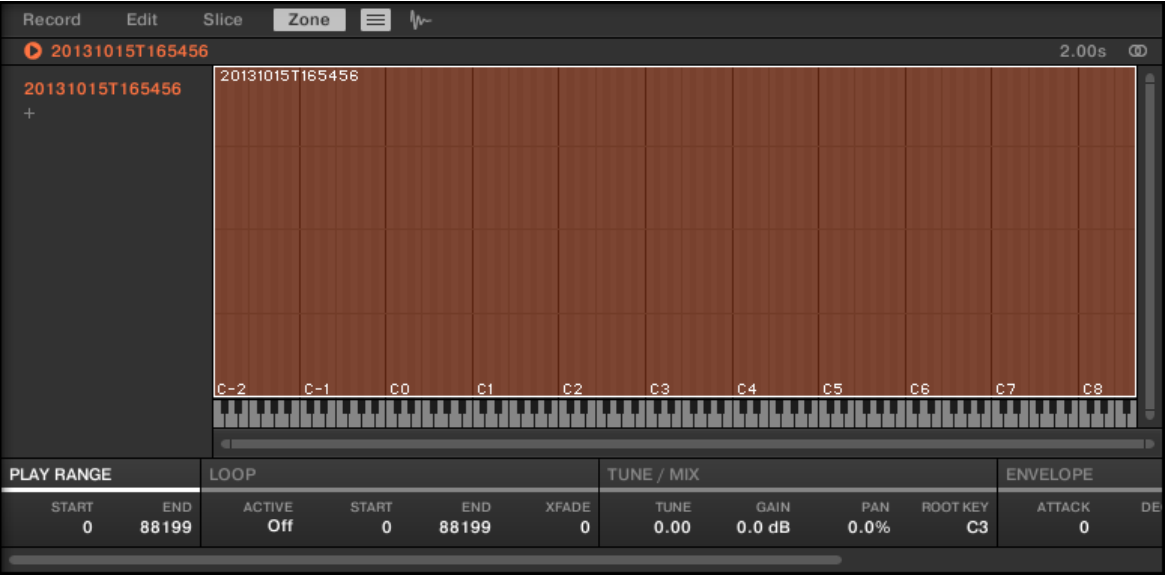 Record Edit Slice Zone
20131015T165456 2.00s
20131015T165456 20131015T165456
+
C-2 C-1 C0 C1 C2 C3 C4 C5 C6 C7 C8
PLAY RANGE LOOP TUNE / MIX ENVELOPE
START END ACTIVE START END XFADE TUNE GAIN PAN ROOT KEY ATTACK DE
0 88199 Off 0 88199 0 0.00 0.0 dB 0.0% C3 0